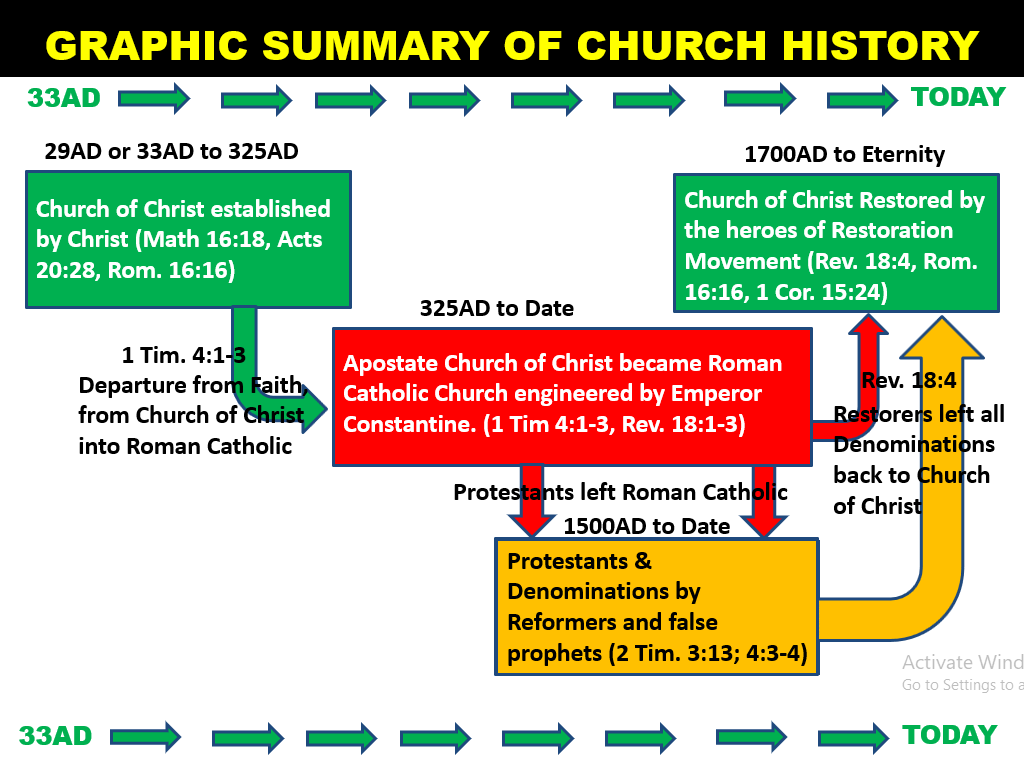 GRAPHIC SUMMARY OF CHURCH HISTORY
33AD
TODAY
29AD or 33AD to 325AD
1700AD to Eternity
Church of Christ established
by Christ (Math 16:18, Acts
20:28, Rom. 16:16)
Church of Christ Restored by
the heroes of Restoration
Movement (Rev. 18:4, Rom.
16:16, 1 Cor. 15:24)
325AD to Date
1 Tim. 4:1-3
Departure from Faith,
from Church of Christ
into Roman Catholic
Apostate Church of Christ became Roman
Catholic Church engineered by Emperor
Constantine. (1 Tim 4:1-3, Rev. 18:1-3)
Rev. 18:4
Restorers left all
Denominations
back to Church
of Christ
Protestants left Roman Catholic
1500AD to Date
Protestants &
Denominations by
Reformers and false
prophets (2 Tim. 3:13; 4:3-4)
Activate Wind
Go to Settings to a
33AD
TODAY